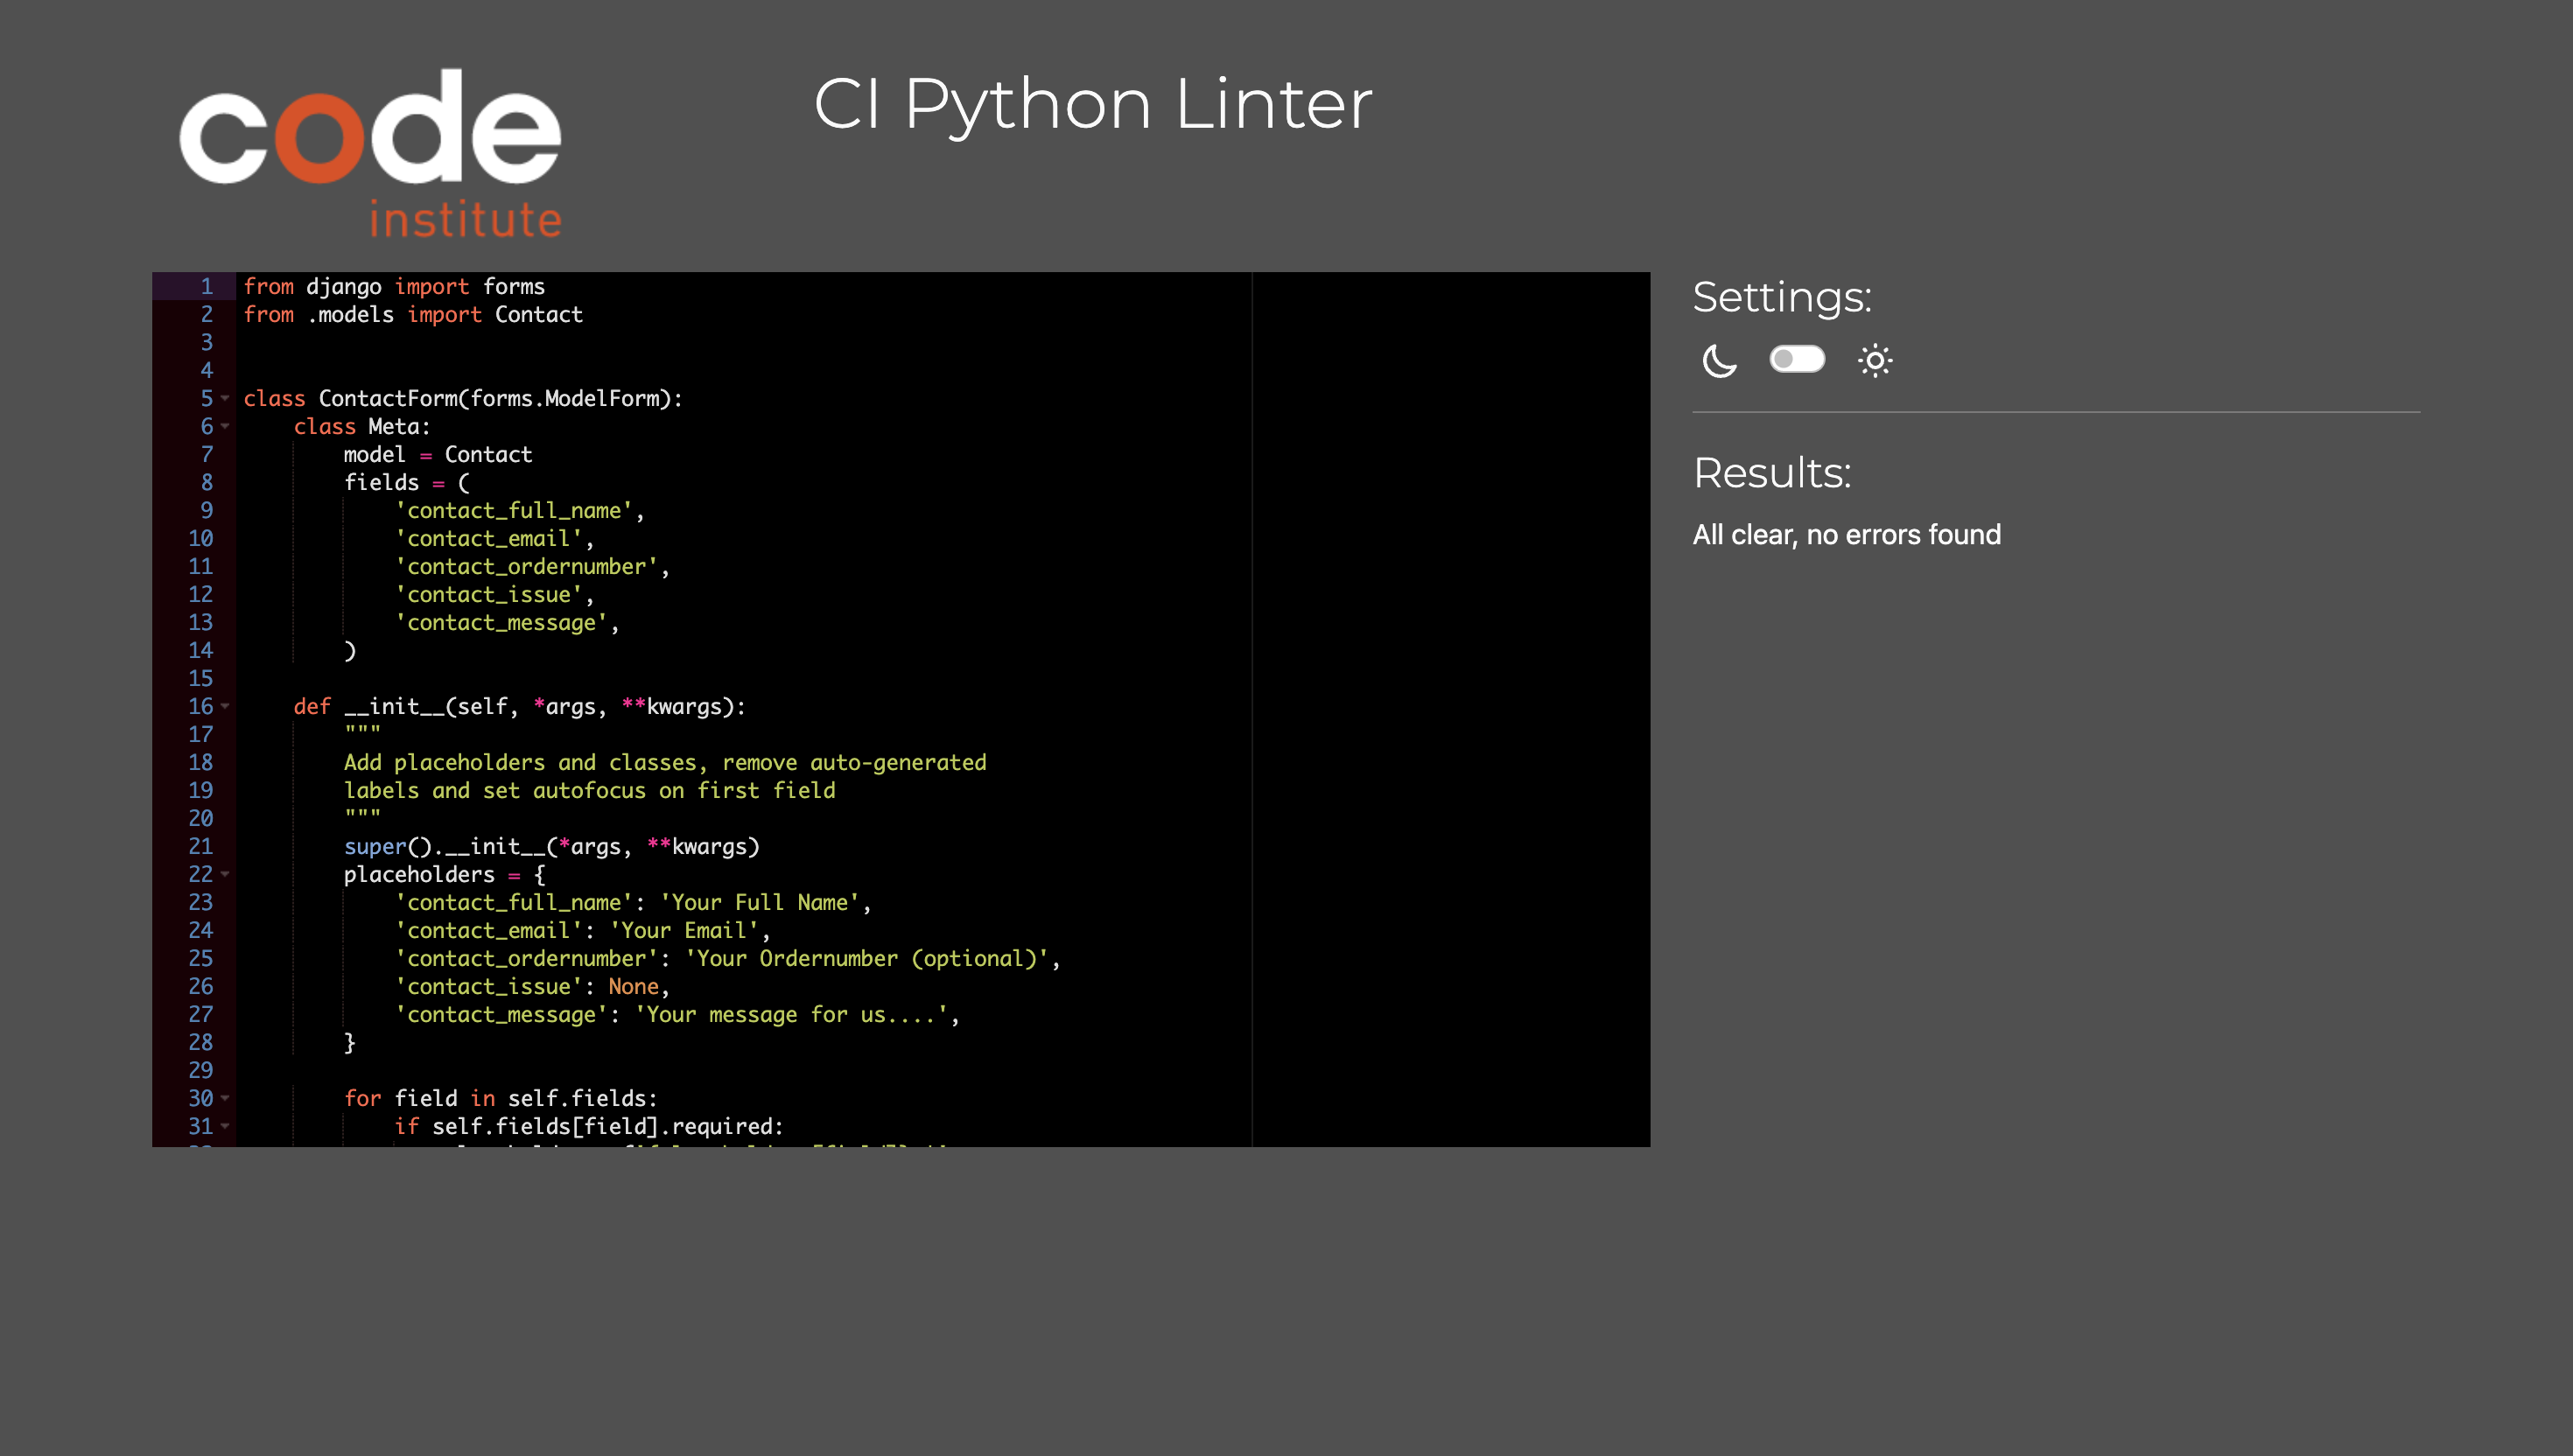 code
institute
CI Python Linter
1 from django import forms
2 from .models import Contact
3
4
5 class ContactForm(forms.ModelForm):
6     class Meta:
7         model = Contact
8         fields = (
9             'contact_full_name',
10             'contact_email',
11             'contact_ordernumber',
12             'contact_issue',
13             'contact_message',
14         )
15
16     def __init__(self, *args, **kwargs):
17         """
18         Add placeholders and classes, remove auto-generated
19         labels and set autofocus on first field
20         """
21         super().__init__(*args, **kwargs)
22         placeholders = {
23             'contact_full_name': 'Your Full Name',
24             'contact_email': 'Your Email',
25             'contact_ordernumber': 'Your Ordernumber (optional)',
26             'contact_issue': None,
27             'contact_message': 'Your message for us....',
28         }
29
30         for field in self.fields:
31             if self.fields[field].required:
Settings:
Results:
All clear, no errors found